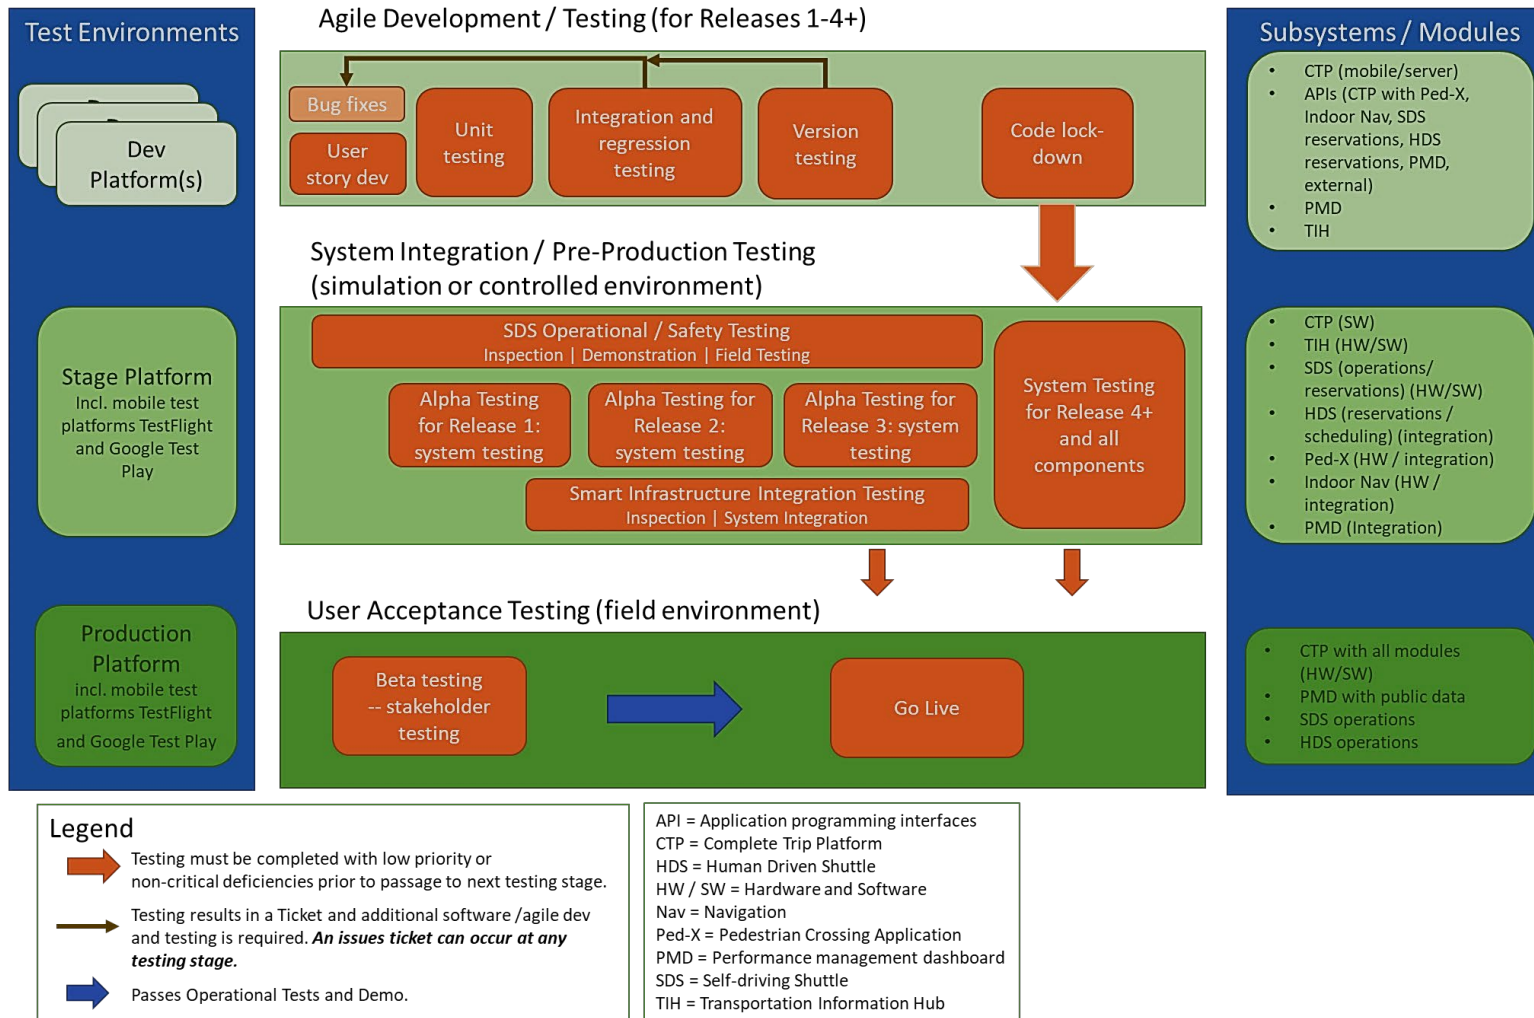 Test Environments
Dev
Platform(s)
Stage Platform
Incl. mobile test
platforms TestFlight
and Google Test
Play
Production
Platform
incl. mobile test
platforms TestFlight
and Google Test Play
Agile Development / Testing (for Releases 1-4+)
Bug fixes
User
story dev
Unit
testing
Integration and
regression
testing
Version
testing
Code lock-
down
System Integration / Pre-Production Testing
(simulation or controlled environment)
SDS Operational / Safety Testing
Inspection | Demonstration | Field Testing
Alpha Testing
for Release 1:
system testing
Alpha Testing for
Release 2:
system testing
Alpha Testing for
Release 3: system
testing
Smart Infrastructure Integration Testing
Inspection | System Integration
System Testing
for Release 4+
and all
components
User Acceptance Testing (field environment)
Beta testing
-- stakeholder
testing
Go Live
Subsystems / Modules
• CTP (mobile/server)
• APIs (CTP with Ped-X,
Indoor Nav, SDS
reservations, HDS
reservations, PMD,
external)
• PMD
• TIH
• CTP (SW)
• TIH (HW/SW)
• SDS (operations/
reservations) (HW/SW)
• HDS (reservations /
scheduling) (integration)
• Ped-X (HW / integration)
• Indoor Nav (HW /
integration)
• PMD (Integration)
• CTP with all modules
(HW/SW)
• PMD with public data
• SDS operations
• HDS operations
Legend
Testing must be completed with low priority or
non-critical deficiencies prior to passage to next testing stage.
Testing results in a Ticket and additional software /agile dev
and testing is required. An issues ticket can occur at any
testing stage.
Passes Operational Tests and Demo.
API = Application programming interfaces
CTP = Complete Trip Platform
HDS = Human Driven Shuttle
HW / SW = Hardware and Software
Nav = Navigation
Ped-X = Pedestrian Crossing Application
PMD = Performance management dashboard
SDS = Self-driving Shuttle
TIH = Transportation Information Hub